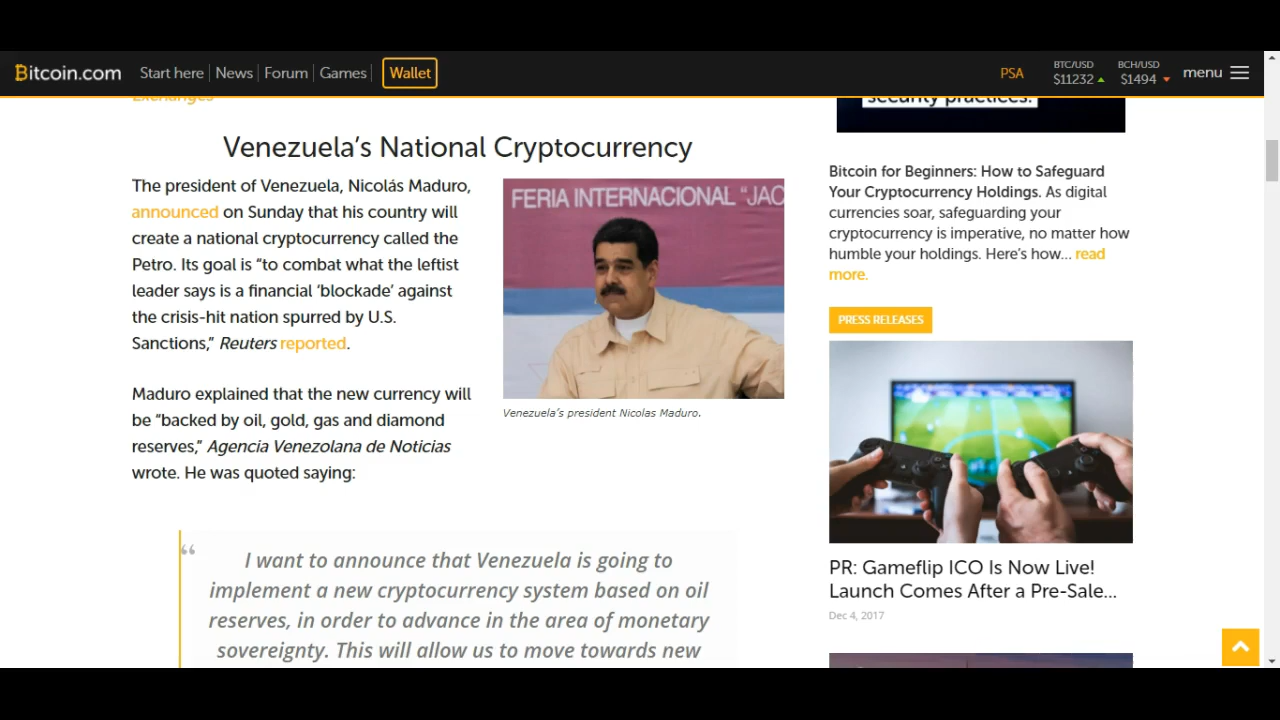 Bitcoin.com Start here News Forum Games Wallet PSA BTC/USD $11232 BCH/USD $1494 menu
Exchanges
Venezuela's National Cryptocurrency
The president of Venezuela, Nicolás Maduro,
announced on Sunday that his country will
create a national cryptocurrency called the
Petro. Its goal is “to combat what the leftist
leader says is a financial ‘blockade’ against
the crisis-hit nation spurred by U.S.
Sanctions,” Reuters reported.
FERIA INTERNACIONAL "JAC
Venezuela's president Nicolas Maduro.
Maduro explained that the new currency will
be “backed by oil, gold, gas and diamond
reserves,” Agencia Venezolana de Noticias
wrote. He was quoted saying:
“ I want to announce that Venezuela is going to
implement a new cryptocurrency system based on oil
reserves, in order to advance in the area of monetary
sovereignty. This will allow us to move towards new
security practices.
Bitcoin for Beginners: How to Safeguard
Your Cryptocurrency Holdings. As digital
currencies soar, safeguarding your
cryptocurrency is imperative, no matter how
humble your holdings. Here's how... read
more.
PRESS RELEASES
PR: Gameflip ICO Is Now Live!
Launch Comes After a Pre-Sale...
Dec 4, 2017